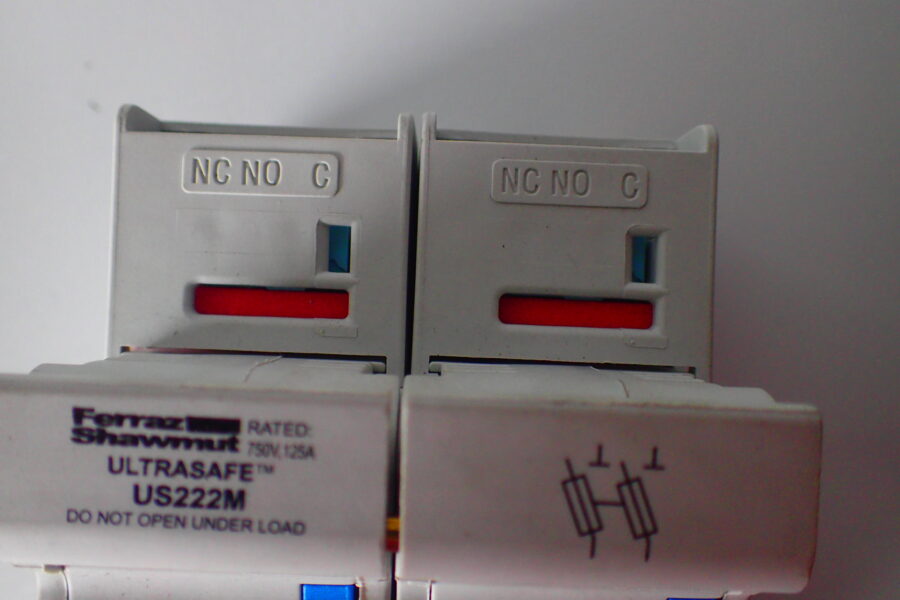 NC NO C
NC NO C
Ferraz
Shawmut
RATED:
750V, 125A
ULTRASAFE™
US222M
DO NOT OPEN UNDER LOAD